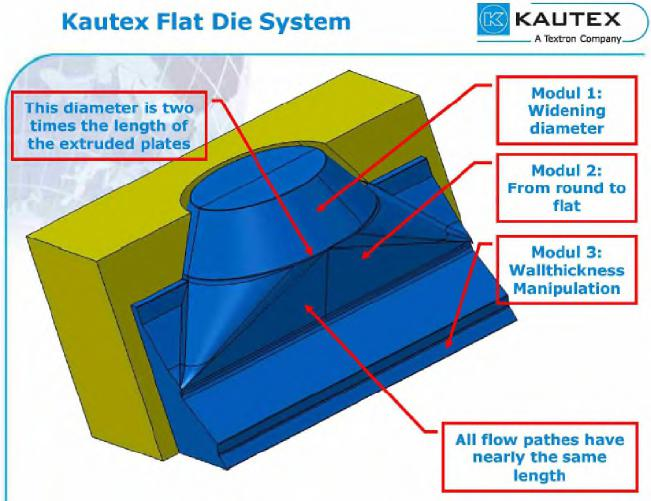 Kautex Flat Die System
KAUTEX
A Textron Company
This diameter is two
times the length of
the extruded plates
Modul 1:
Widening
diameter
Modul 2:
From round to
flat
Modul 3:
Wallthickness
Manipulation
All flow pathes have
nearly the same
length